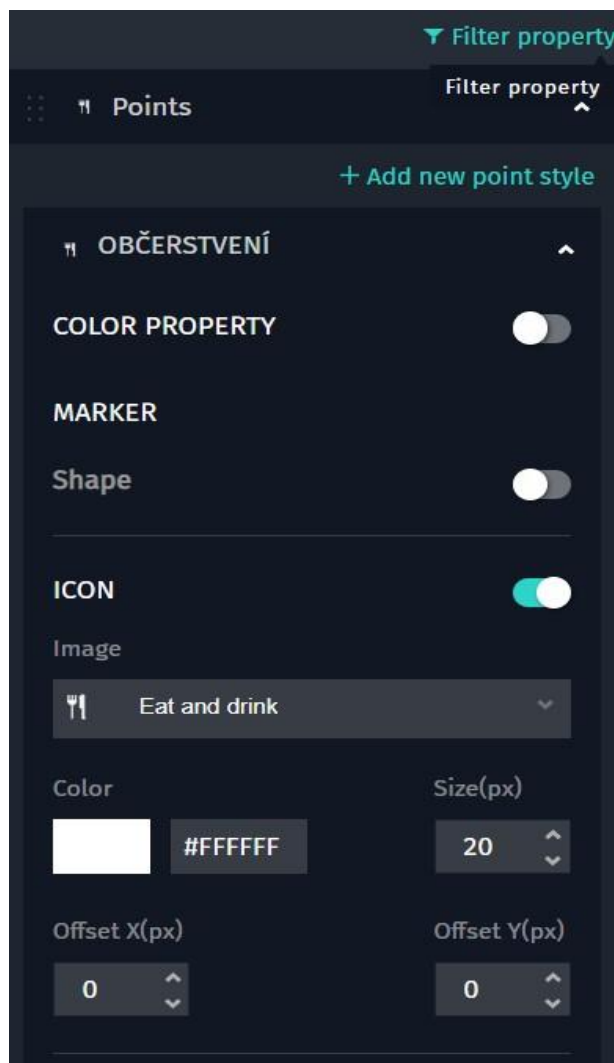 Filter property
Filter property
Points
+ Add new point style
OBČERSTVENÍ
COLOR PROPERTY
MARKER
Shape
ICON
Image
Eat and drink
Color Size(px)
#FFFFFF 20
Offset X(px) Offset Y(px)
0 0